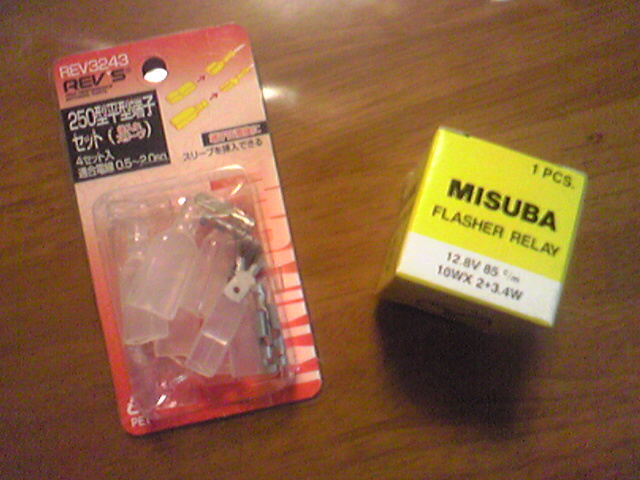 REV3243
REV'S
250型平型端子
セット
4セット入
適合電線 0.5~2.0
スリーブを挿入できる
1 PCS.
MISUBA
FLASHER RELAY
12.8V 85 c/m
10WX 2+3.4W